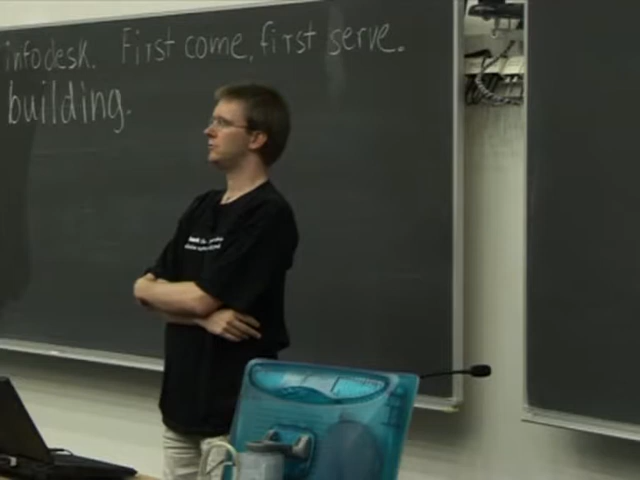 infodesk. First come, first serve.
building.